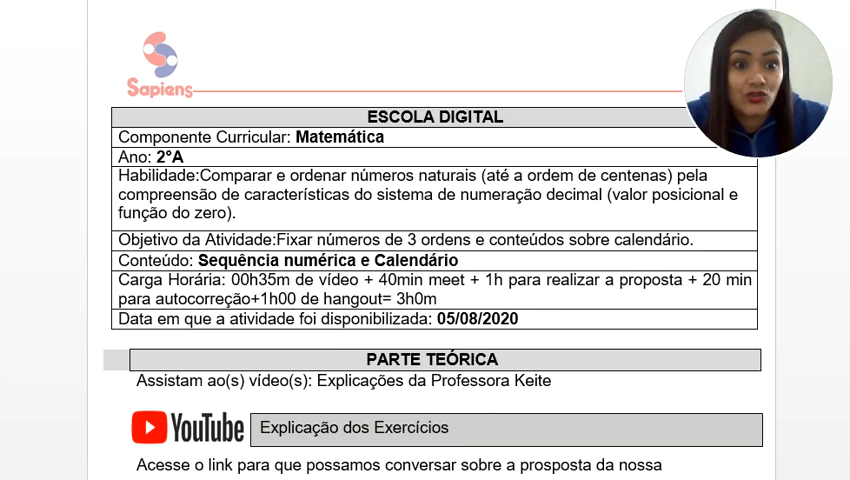 Sapiens
ESCOLA DIGITAL
Componente Curricular: Matemática
Ano: 2°A
Habilidade:Comparar e ordenar números naturais (até a ordem de centenas) pela
compreensão de características do sistema de numeração decimal (valor posicional e
função do zero).
Objetivo da Atividade:Fixar números de 3 ordens e conteúdos sobre calendário.
Conteúdo: Sequência numérica e Calendário
Carga Horária: 00h35m de vídeo + 40min meet + 1h para realizar a proposta + 20 min
para autocorreção+1h00 de hangout= 3h0m
Data em que a atividade foi disponibilizada: 05/08/2020
PARTE TEÓRICA
Assistam ao(s) vídeo(s): Explicações da Professora Keite
YouTube
Explicação dos Exercícios
Acesse o link para que possamos conversar sobre a prosposta da nossa